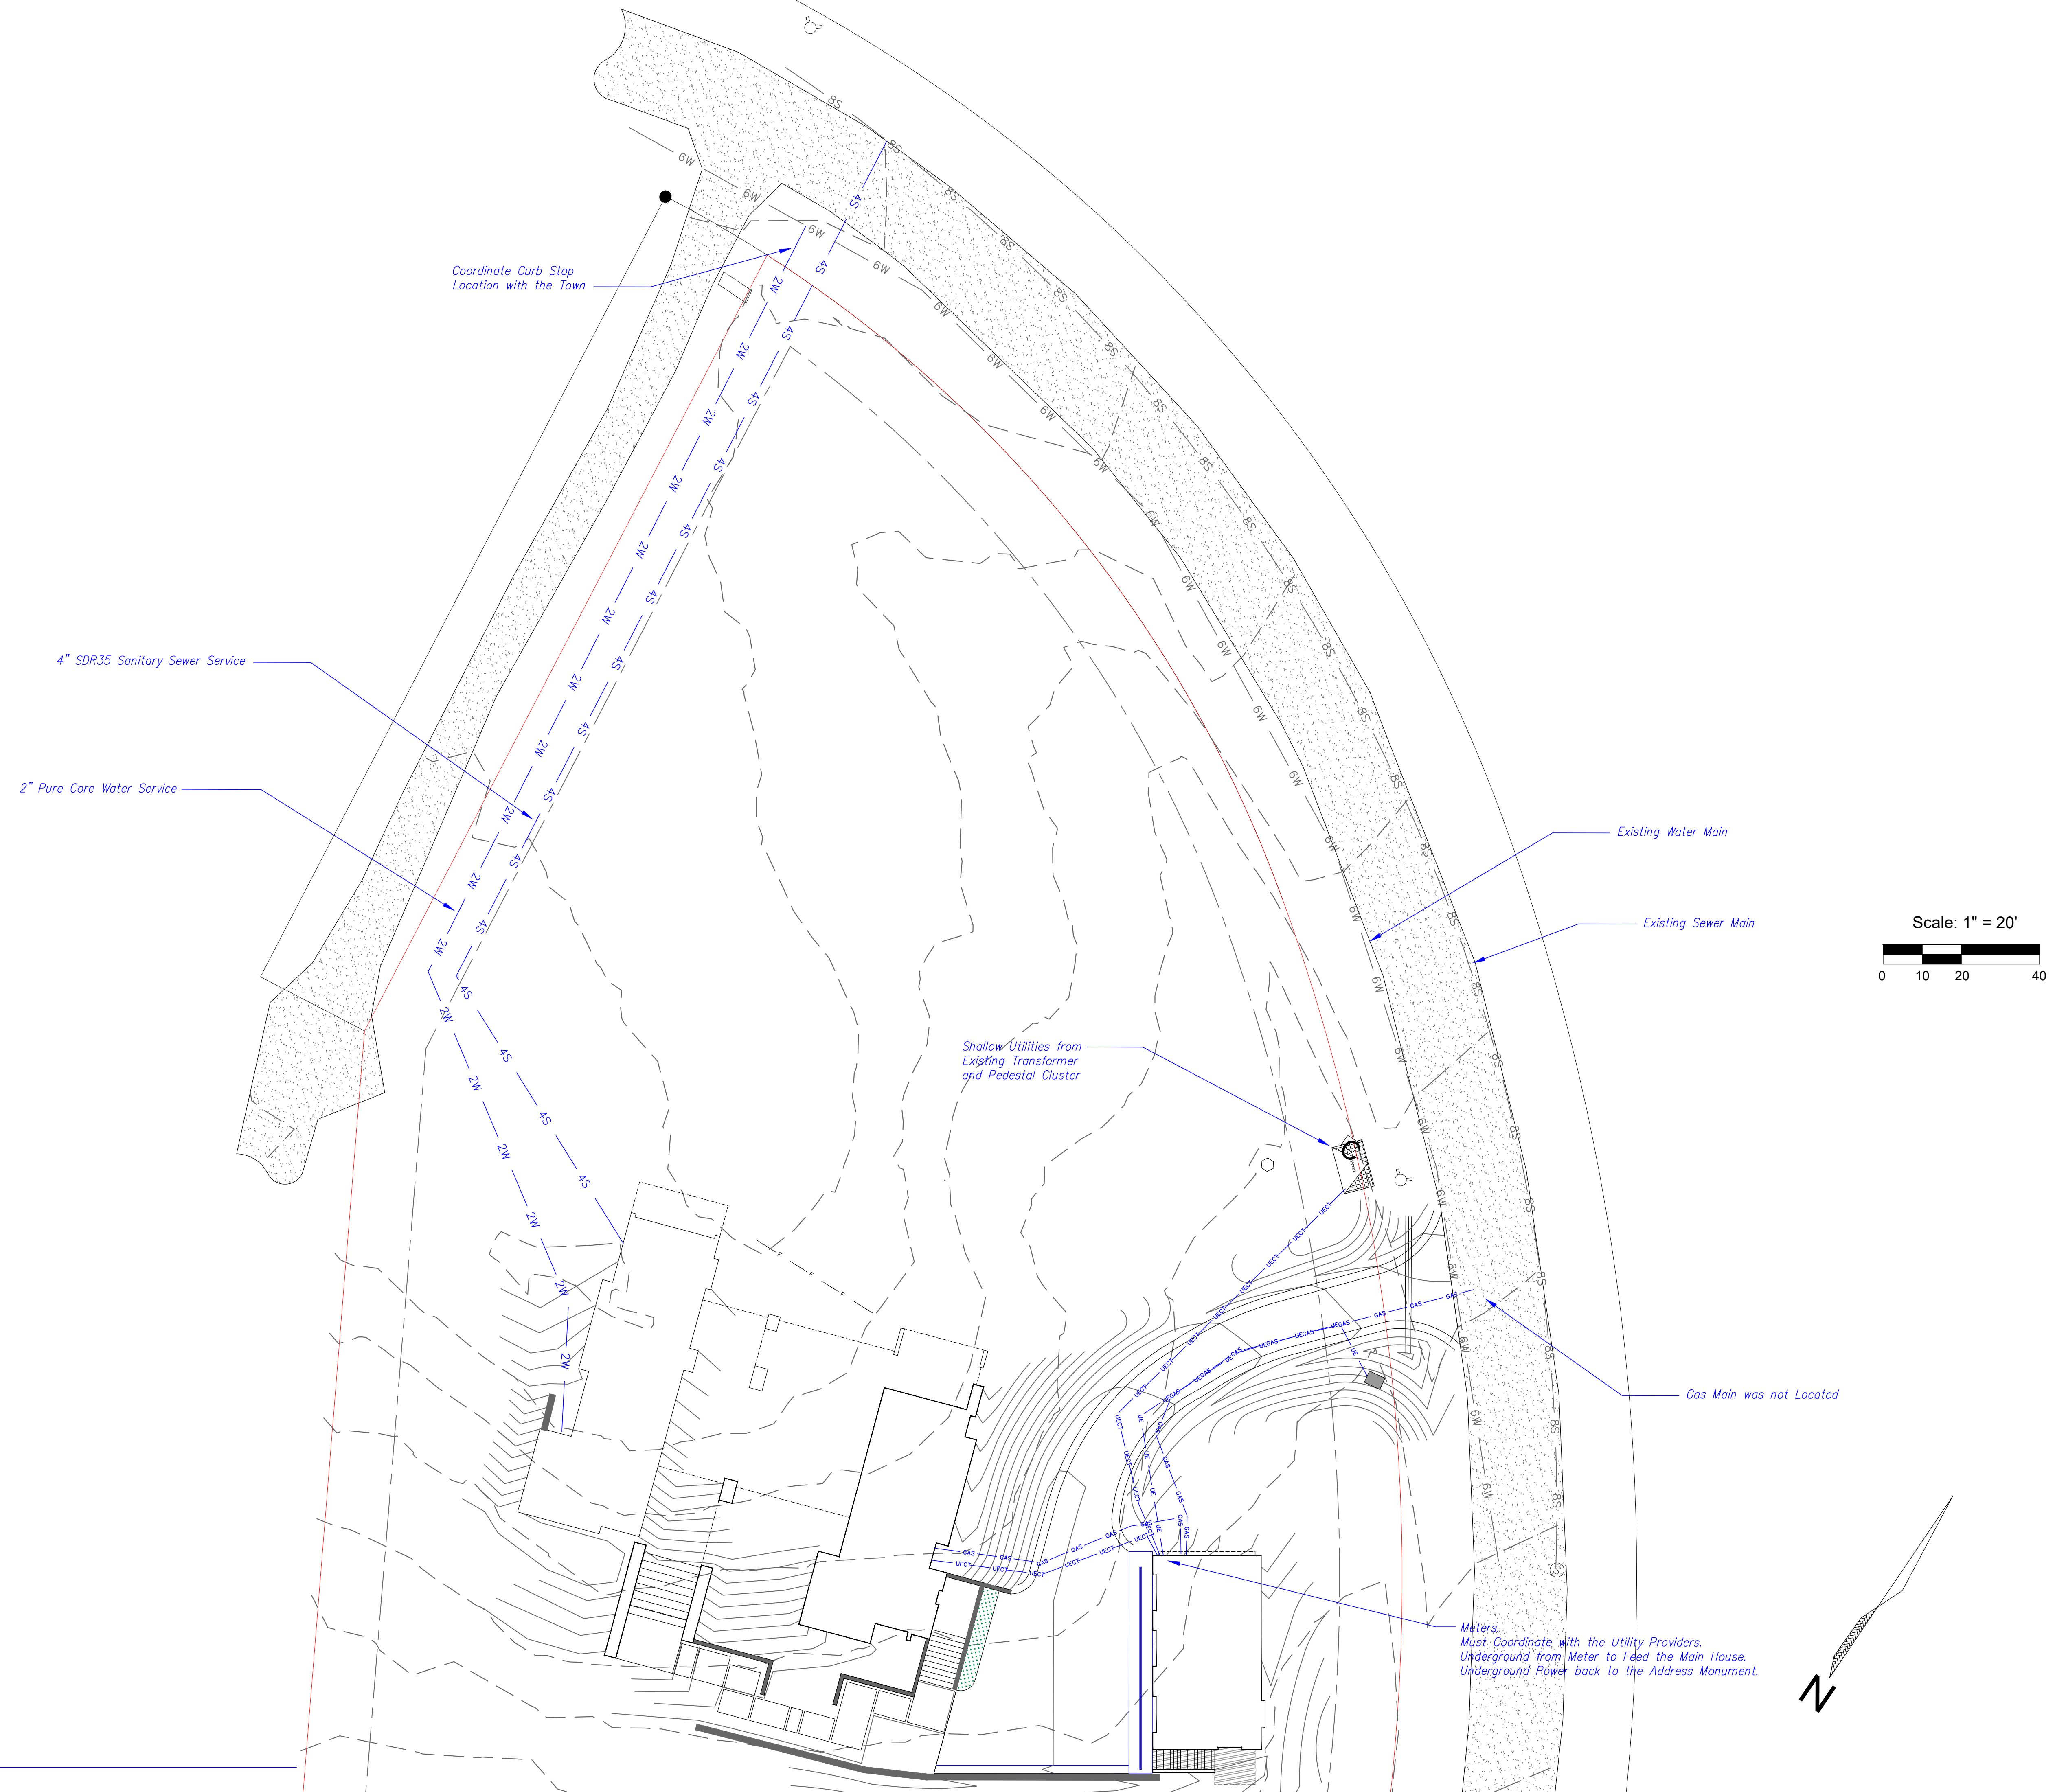 Coordinate Curb Stop
Location with the Town
4" SDR35 Sanitary Sewer Service
2" Pure Core Water Service
Existing Water Main
Existing Sewer Main
Scale: 1" = 20'
0 10 20 40
Shallow Utilities from
Existing Transformer
and Pedestal Cluster
Gas Main was not Located
Meters,
Must Coordinate with the Utility Providers.
Underground from Meter to Feed the Main House.
Underground Power back to the Address Monument.
N
8S
6W
4S
2W
UECT
GAS
UE
UEGAS